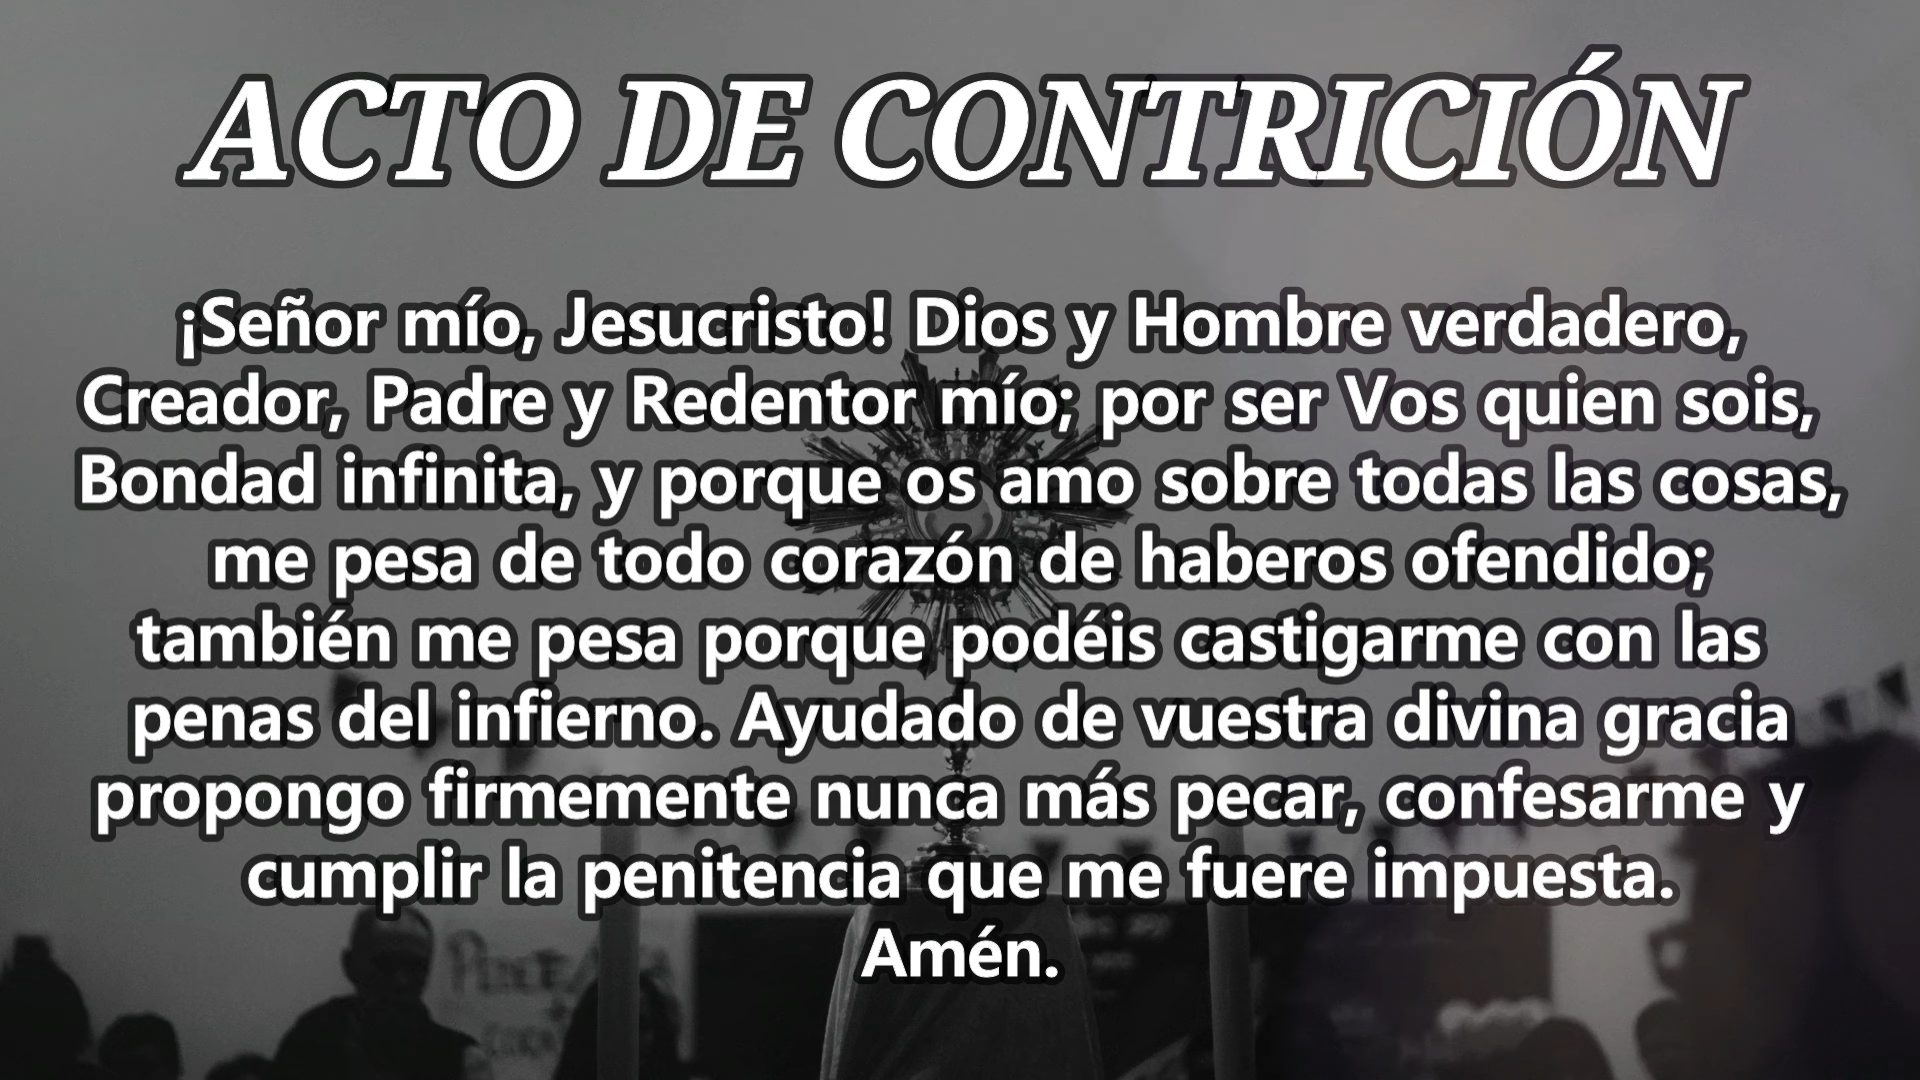 ACTO DE CONTRICIÓN
¡Señor mío, Jesucristo! Dios y Hombre verdadero,
Creador, Padre y Redentor mío; por ser Vos quien sois,
Bondad infinita, y porque os amo sobre todas las cosas,
me pesa de todo corazón de haberos ofendido;
también me pesa porque podéis castigarme con las
penas del infierno. Ayudado de vuestra divina gracia
propongo firmemente nunca más pecar, confesarme y
cumplir la penitencia que me fuere impuesta.
Amén.